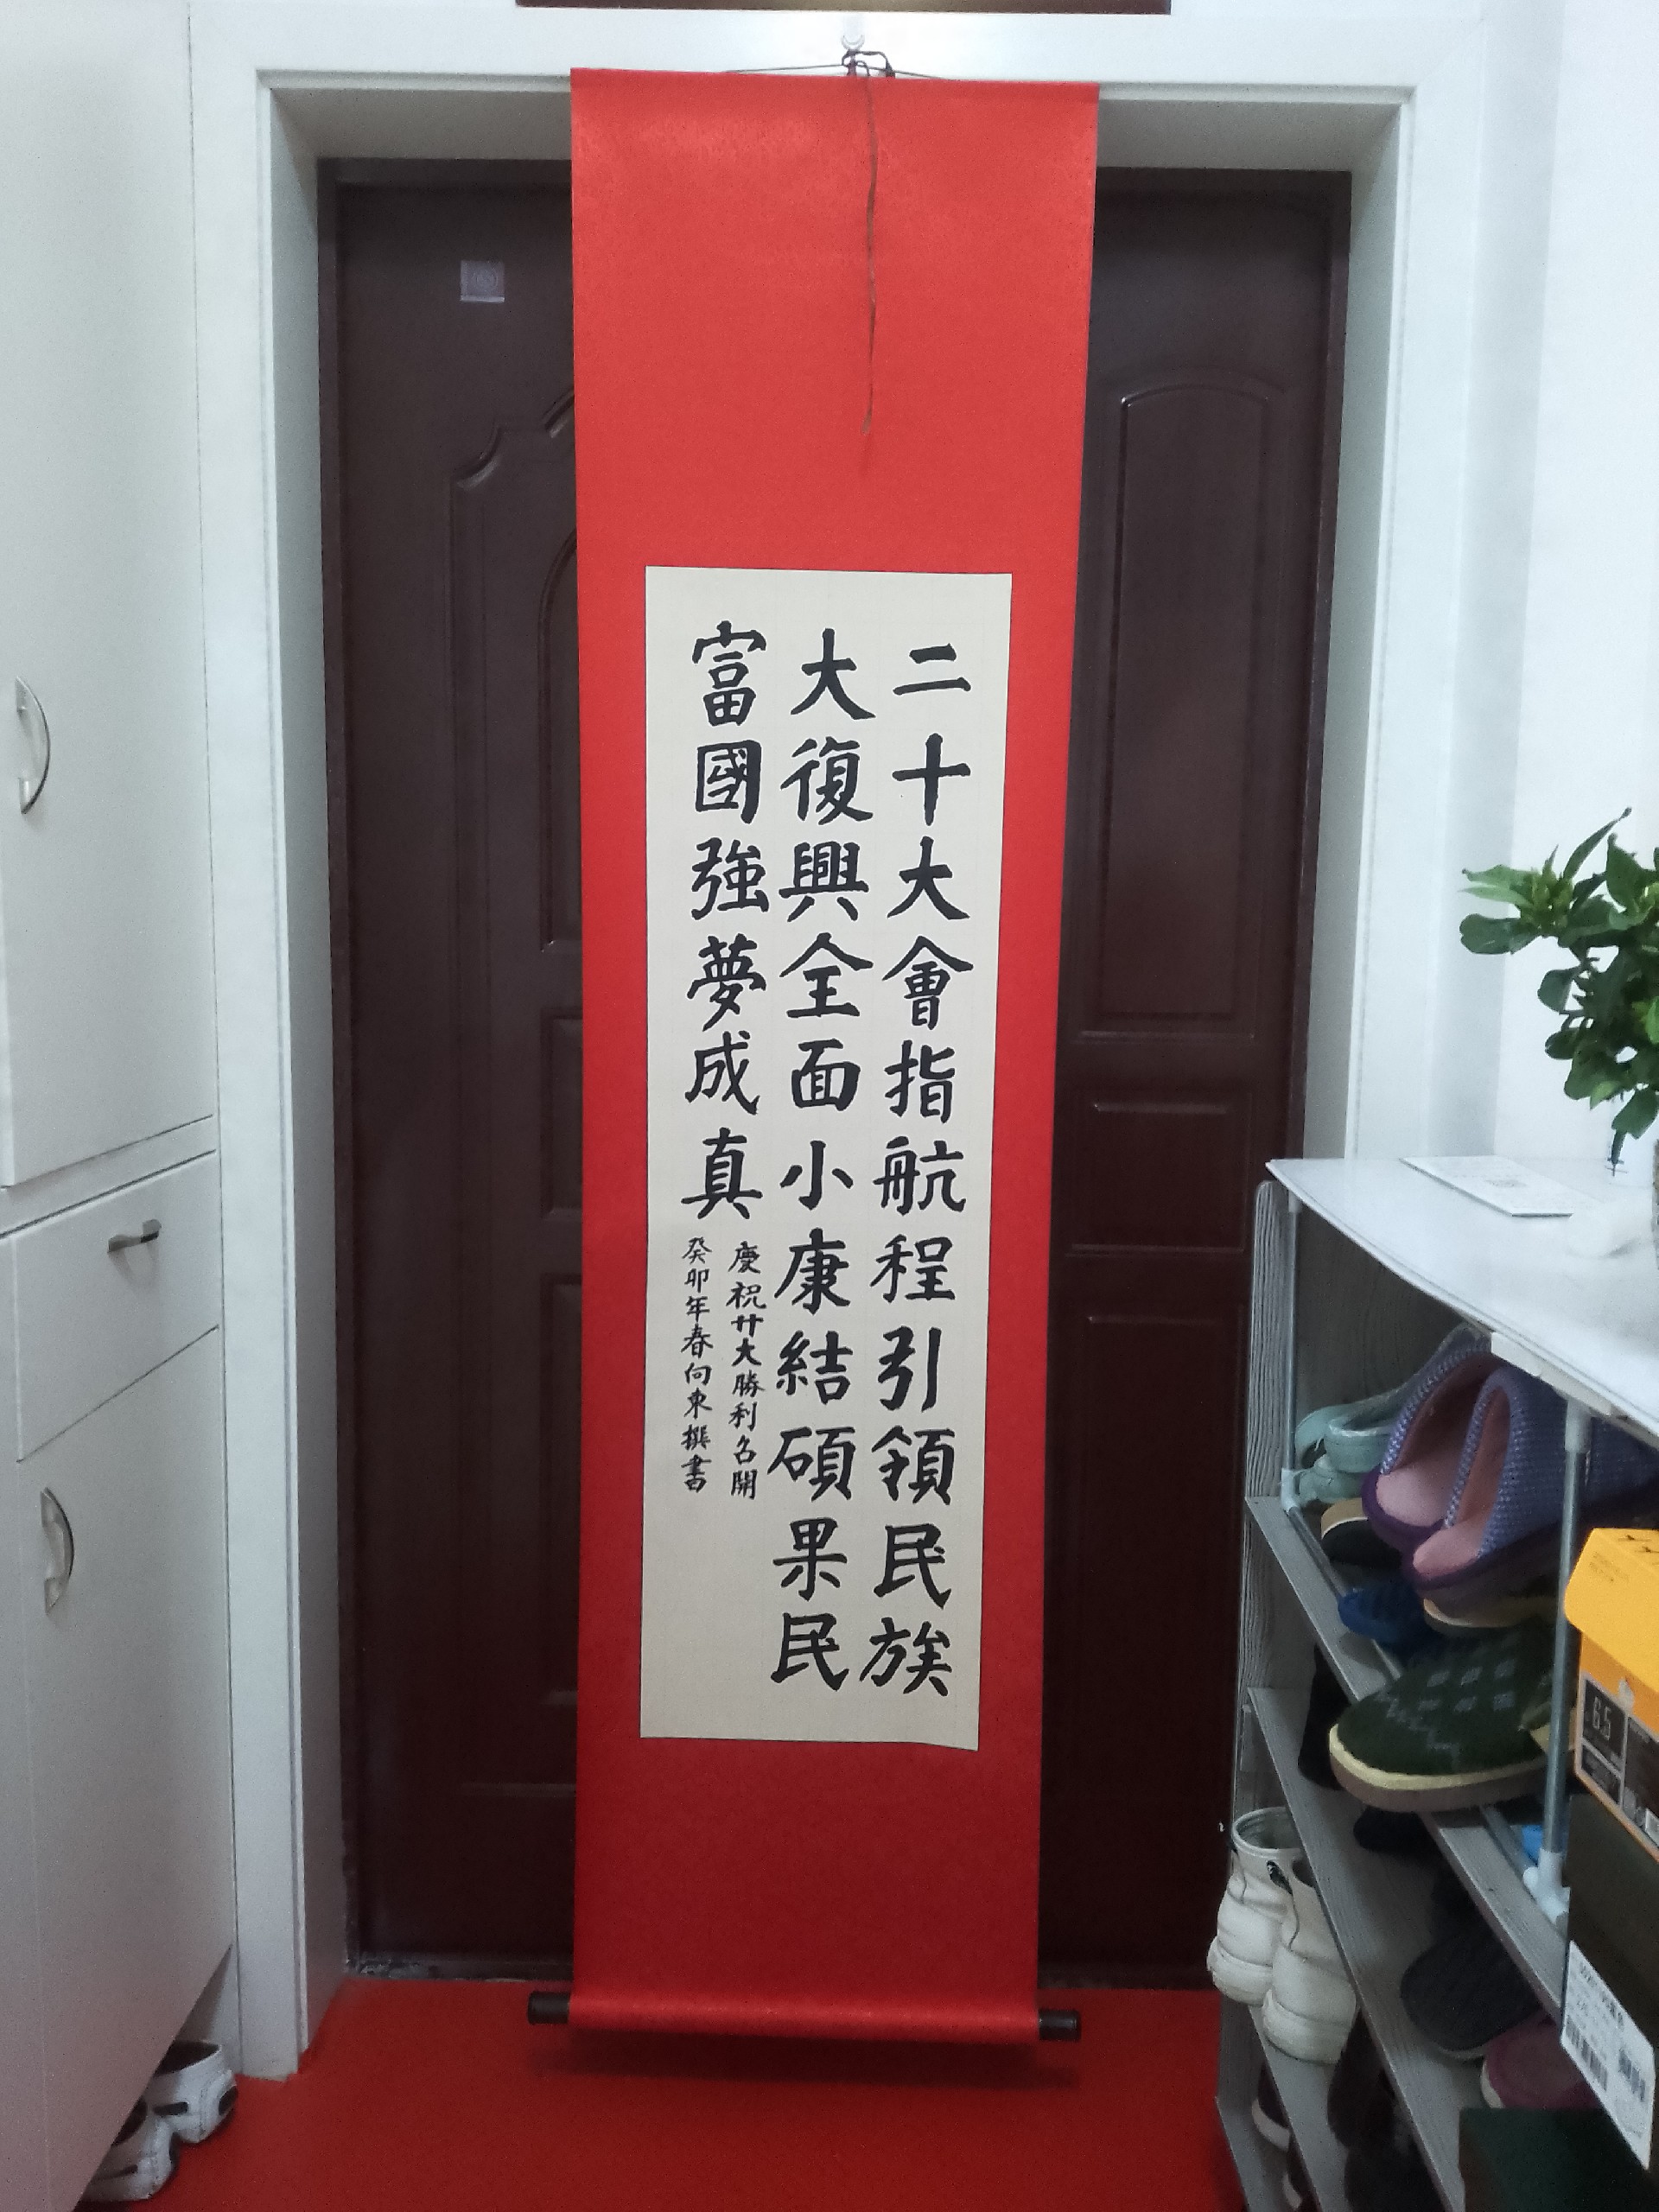 二十大會指航程引領民族
大復興全面小康結碩果民
富國強夢成真
慶祝廿大勝利召開
癸卯年春向東撰書
6.5